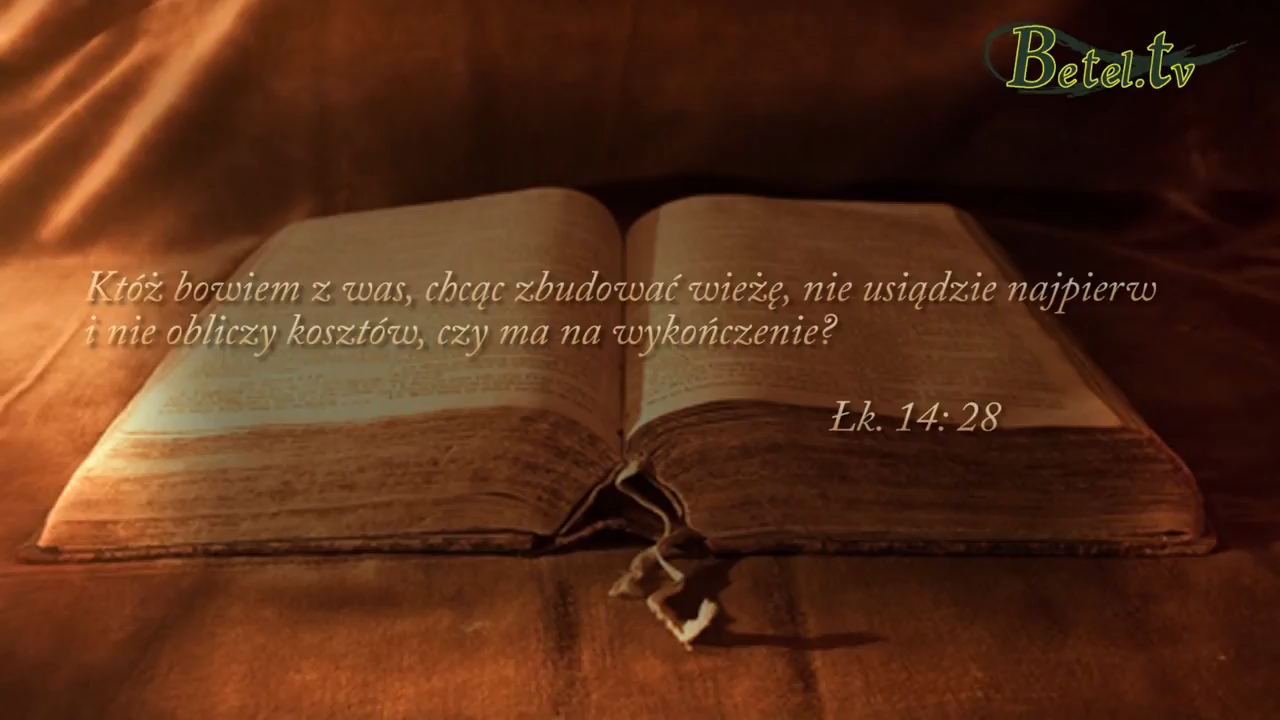 Betel.tv
Któż bowiem z was, chcąc zbudować wieżę, nie usiądzie najpierw
i nie obliczy kosztów, czy ma na wykończenie?
Łk. 14: 28